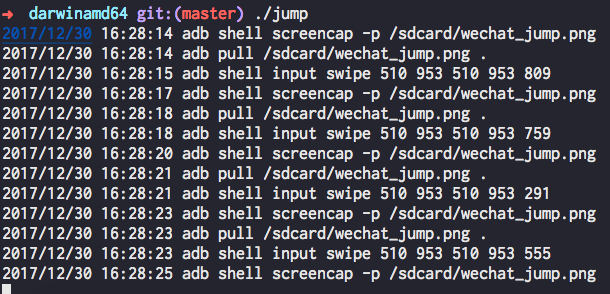 ➜  darwinamd64 git:(master) ./jump
2017/12/30 16:28:14 adb shell screencap -p /sdcard/wechat_jump.png
2017/12/30 16:28:14 adb pull /sdcard/wechat_jump.png .
2017/12/30 16:28:15 adb shell input swipe 510 953 510 953 809
2017/12/30 16:28:17 adb shell screencap -p /sdcard/wechat_jump.png
2017/12/30 16:28:18 adb pull /sdcard/wechat_jump.png .
2017/12/30 16:28:18 adb shell input swipe 510 953 510 953 759
2017/12/30 16:28:20 adb shell screencap -p /sdcard/wechat_jump.png
2017/12/30 16:28:21 adb pull /sdcard/wechat_jump.png .
2017/12/30 16:28:21 adb shell input swipe 510 953 510 953 291
2017/12/30 16:28:23 adb shell screencap -p /sdcard/wechat_jump.png
2017/12/30 16:28:23 adb pull /sdcard/wechat_jump.png .
2017/12/30 16:28:23 adb shell input swipe 510 953 510 953 555
2017/12/30 16:28:25 adb shell screencap -p /sdcard/wechat_jump.png